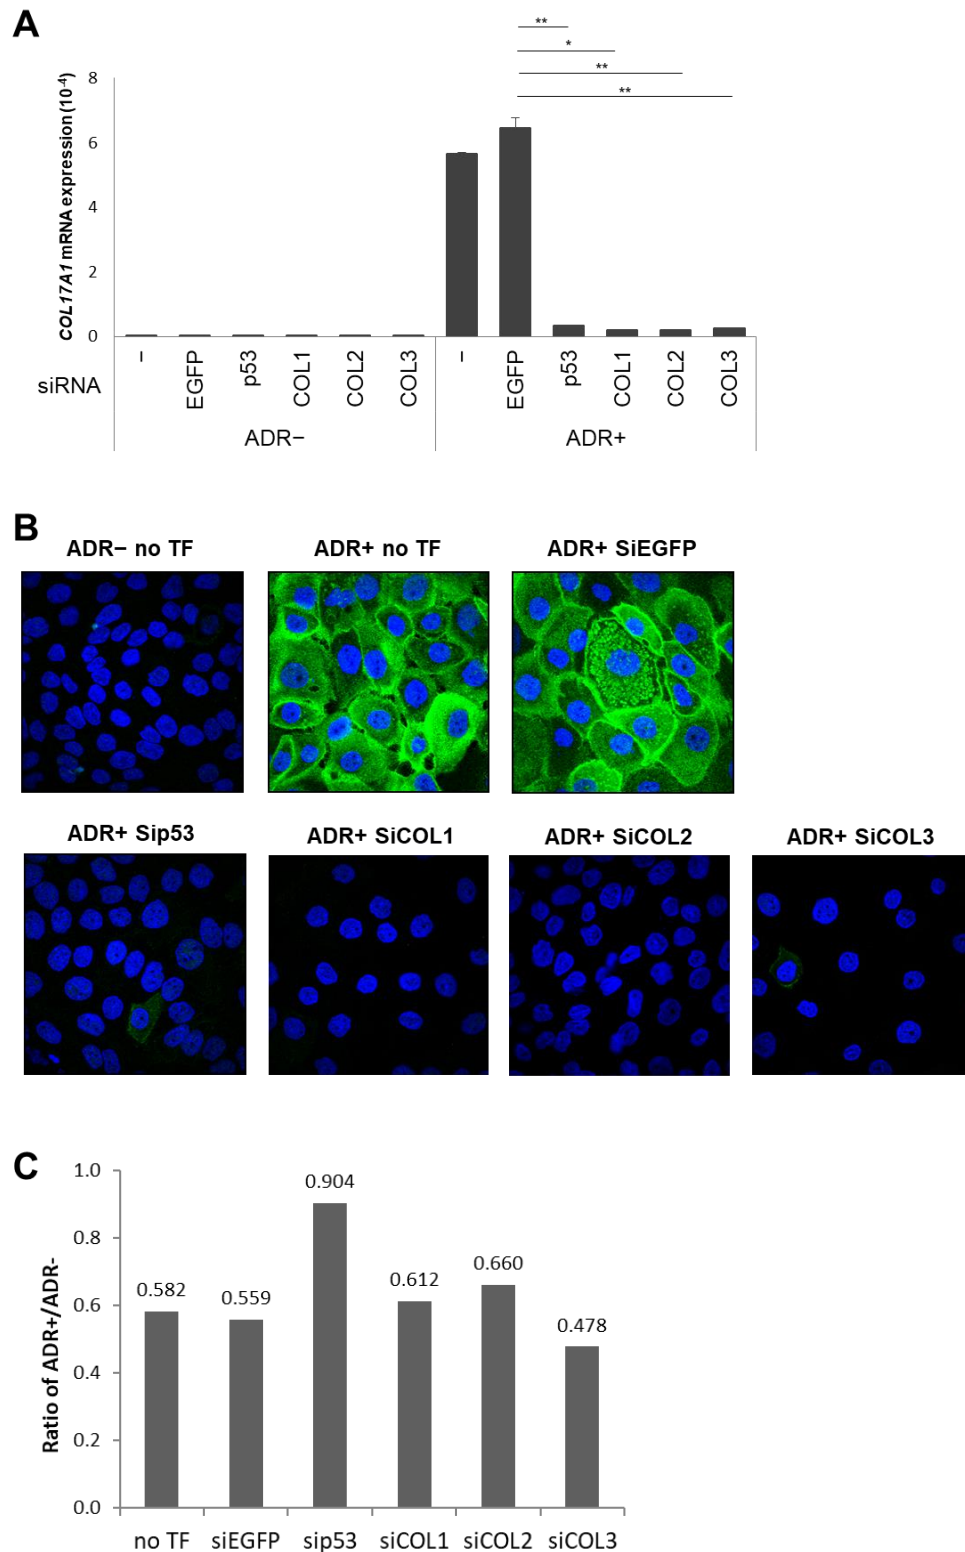 A
**
*
**
**
COL17A1 mRNA expression (10⁻⁴)
8
6
4
2
0
siRNA
– EGFP p53 COL1 COL2 COL3 – EGFP p53 COL1 COL2 COL3
ADR− ADR+
B
ADR− no TF ADR+ no TF ADR+ SiEGFP
ADR+ Sip53 ADR+ SiCOL1 ADR+ SiCOL2 ADR+ SiCOL3
C
Ratio of ADR+/ADR-
1.0
0.8
0.6
0.4
0.2
0.0
0.582 0.559 0.904 0.612 0.660 0.478
no TF siEGFP sip53 siCOL1 siCOL2 siCOL3